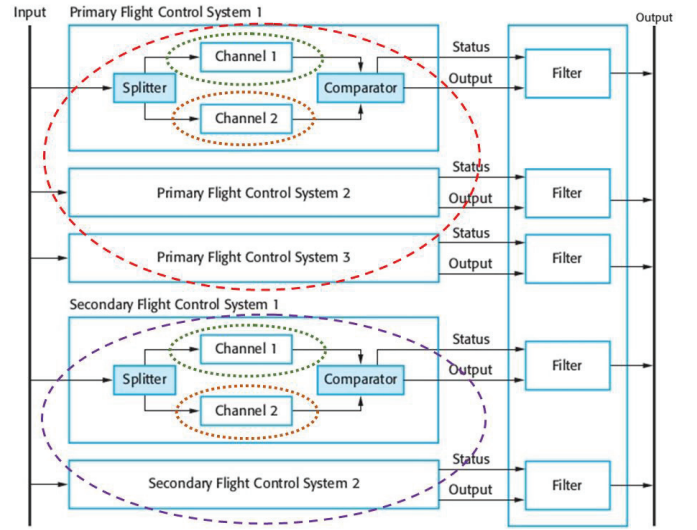 Input
Primary Flight Control System 1
Output
Channel 1
Splitter
Comparator
Channel 2
Status
Output
Filter
Primary Flight Control System 2
Status
Output
Filter
Primary Flight Control System 3
Status
Output
Filter
Secondary Flight Control System 1
Channel 1
Splitter
Comparator
Channel 2
Status
Output
Filter
Secondary Flight Control System 2
Status
Output
Filter